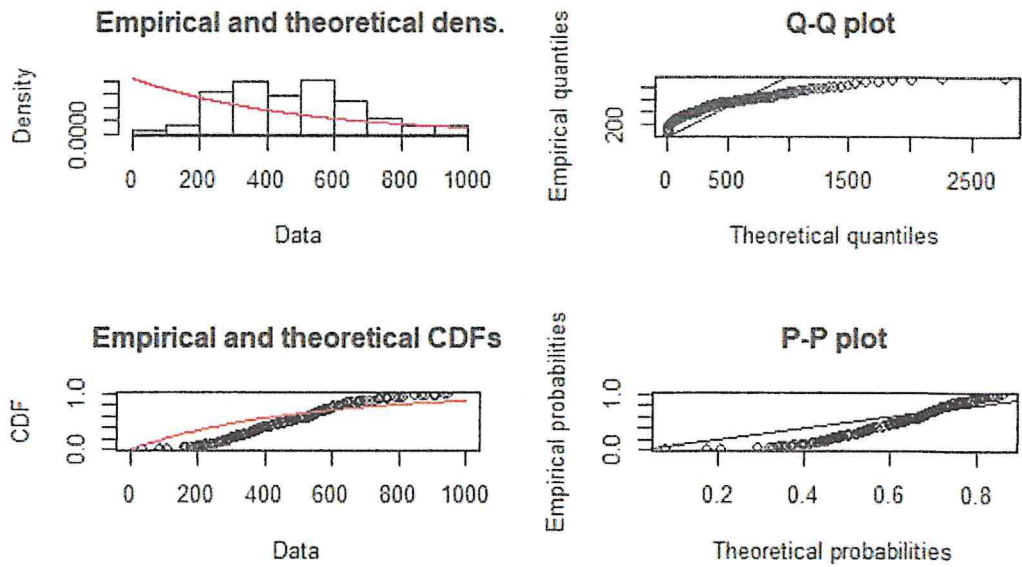 Empirical and theoretical dens.
Density
0.0000
0 200 400 600 800 1000
Data
Q-Q plot
Empirical quantiles
200
0 500 1500 2500
Theoretical quantiles
Empirical and theoretical CDFs
CDF
0.0 1.0
0 200 400 600 800 1000
Data
P-P plot
Empirical probabilities
0.0 1.0
0.2 0.4 0.6 0.8
Theoretical probabilities